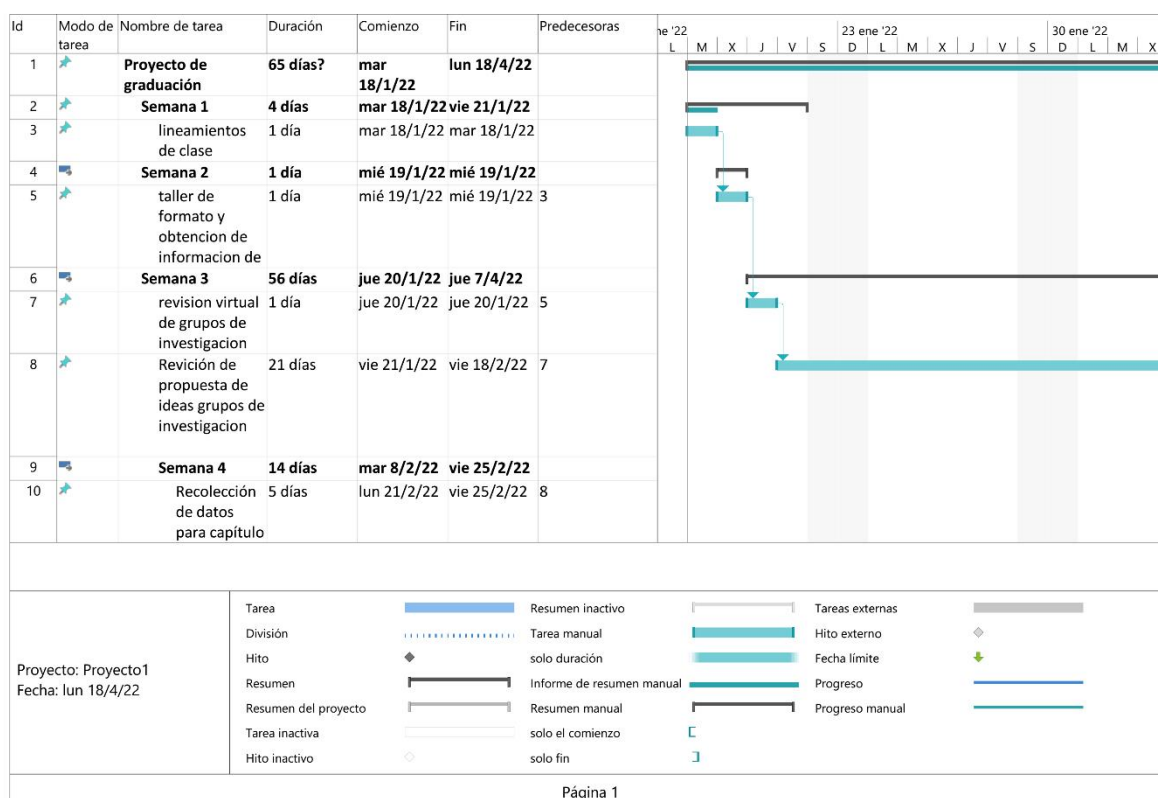 Id Modo de tarea Nombre de tarea Duración Comienzo Fin Predecesoras
ne '22 23 ene '22 30 ene '22
L M X J V S D L M X J V S D L M X
1 Proyecto de graduación 65 días? mar 18/1/22 lun 18/4/22
2 Semana 1 4 días mar 18/1/22 vie 21/1/22
3 lineamientos de clase 1 día mar 18/1/22 mar 18/1/22
4 Semana 2 1 día mié 19/1/22 mié 19/1/22
5 taller de formato y obtencion de informacion de 1 día mié 19/1/22 mié 19/1/22 3
6 Semana 3 56 días jue 20/1/22 jue 7/4/22
7 revision virtual de grupos de investigacion 1 día jue 20/1/22 jue 20/1/22 5
8 Revición de propuesta de ideas grupos de investigacion 21 días vie 21/1/22 vie 18/2/22 7
9 Semana 4 14 días mar 8/2/22 vie 25/2/22
10 Recolección de datos para capítulo 5 días lun 21/2/22 vie 25/2/22 8
Proyecto: Proyecto1
Fecha: lun 18/4/22
Tarea Resumen inactivo Tareas externas
División Tarea manual Hito externo
Hito solo duración Fecha límite
Resumen Informe de resumen manual Progreso
Resumen del proyecto Resumen manual Progreso manual
Tarea inactiva solo el comienzo
Hito inactivo solo fin
Página 1